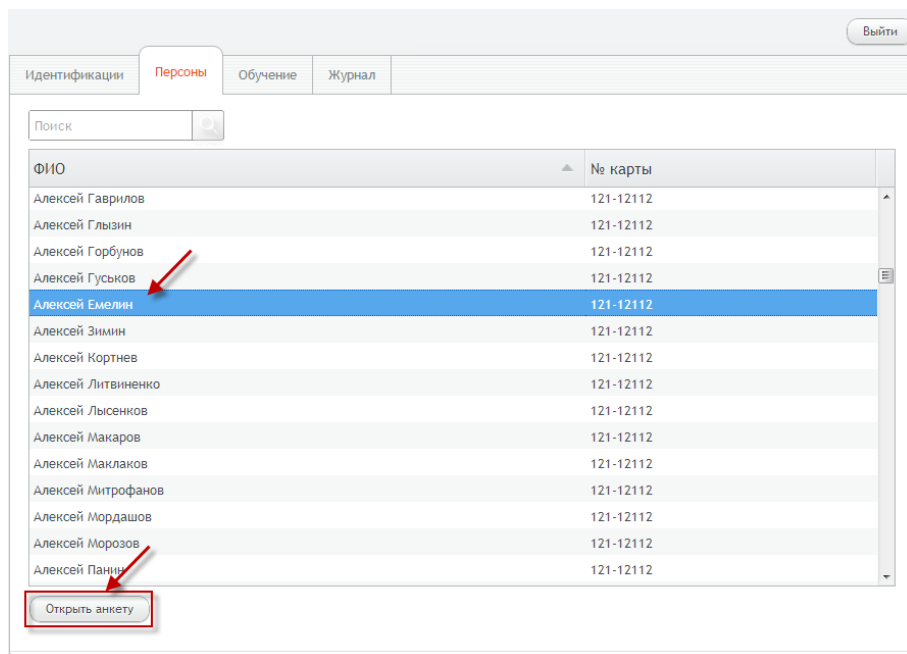 Выйти
Идентификации Персоны Обучение Журнал
Поиск
ФИО № карты
Алексей Гаврилов 121-12112
Алексей Глызин 121-12112
Алексей Горбунов 121-12112
Алексей Гуськов 121-12112
Алексей Емелин 121-12112
Алексей Зимин 121-12112
Алексей Кортнев 121-12112
Алексей Литвиненко 121-12112
Алексей Лысенков 121-12112
Алексей Макаров 121-12112
Алексей Маклаков 121-12112
Алексей Митрофанов 121-12112
Алексей Мордашов 121-12112
Алексей Морозов 121-12112
Алексей Панин 121-12112
Открыть анкету